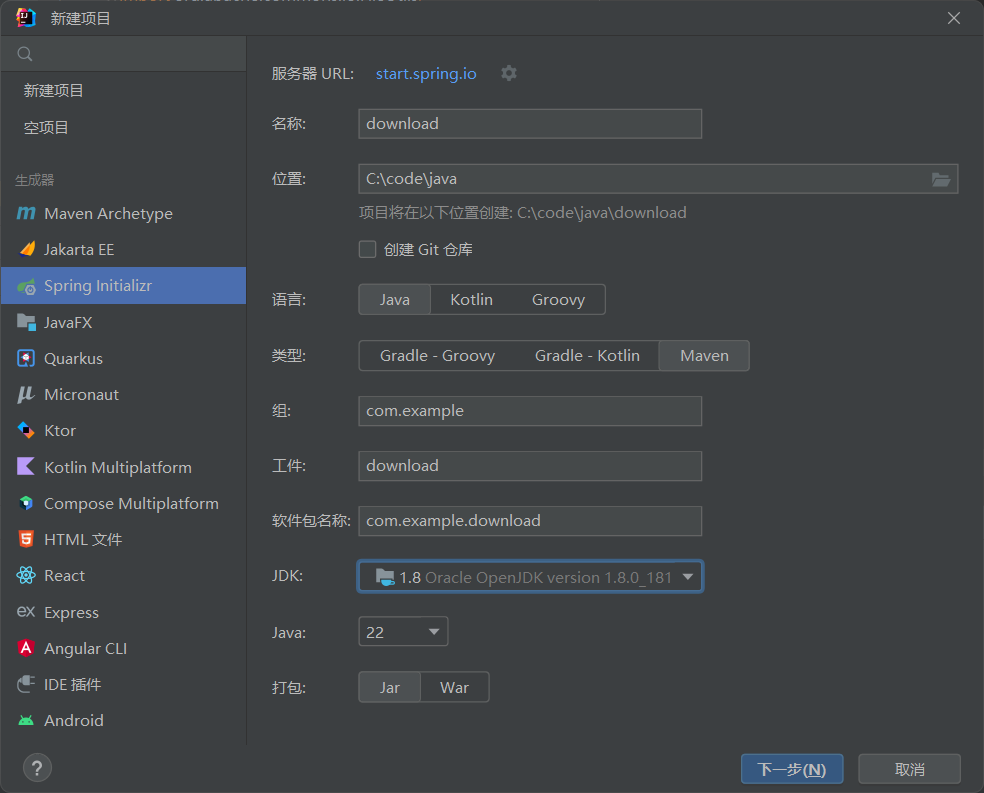 新建项目
新建项目
空项目
生成器
Maven Archetype
Jakarta EE
Spring Initializr
JavaFX
Quarkus
Micronaut
Ktor
Kotlin Multiplatform
Compose Multiplatform
HTML 文件
React
ex Express
Angular CLI
IDE 插件
Android
服务器 URL: start.spring.io
名称: download
位置: C:\code\java
项目将在以下位置创建: C:\code\java\download
创建 Git 仓库
语言: Java Kotlin Groovy
类型: Gradle - Groovy Gradle - Kotlin Maven
组: com.example
工件: download
软件包名称: com.example.download
JDK: 1.8 Oracle OpenJDK version 1.8.0_181
Java: 22
打包: Jar War
? 下一步(N) 取消